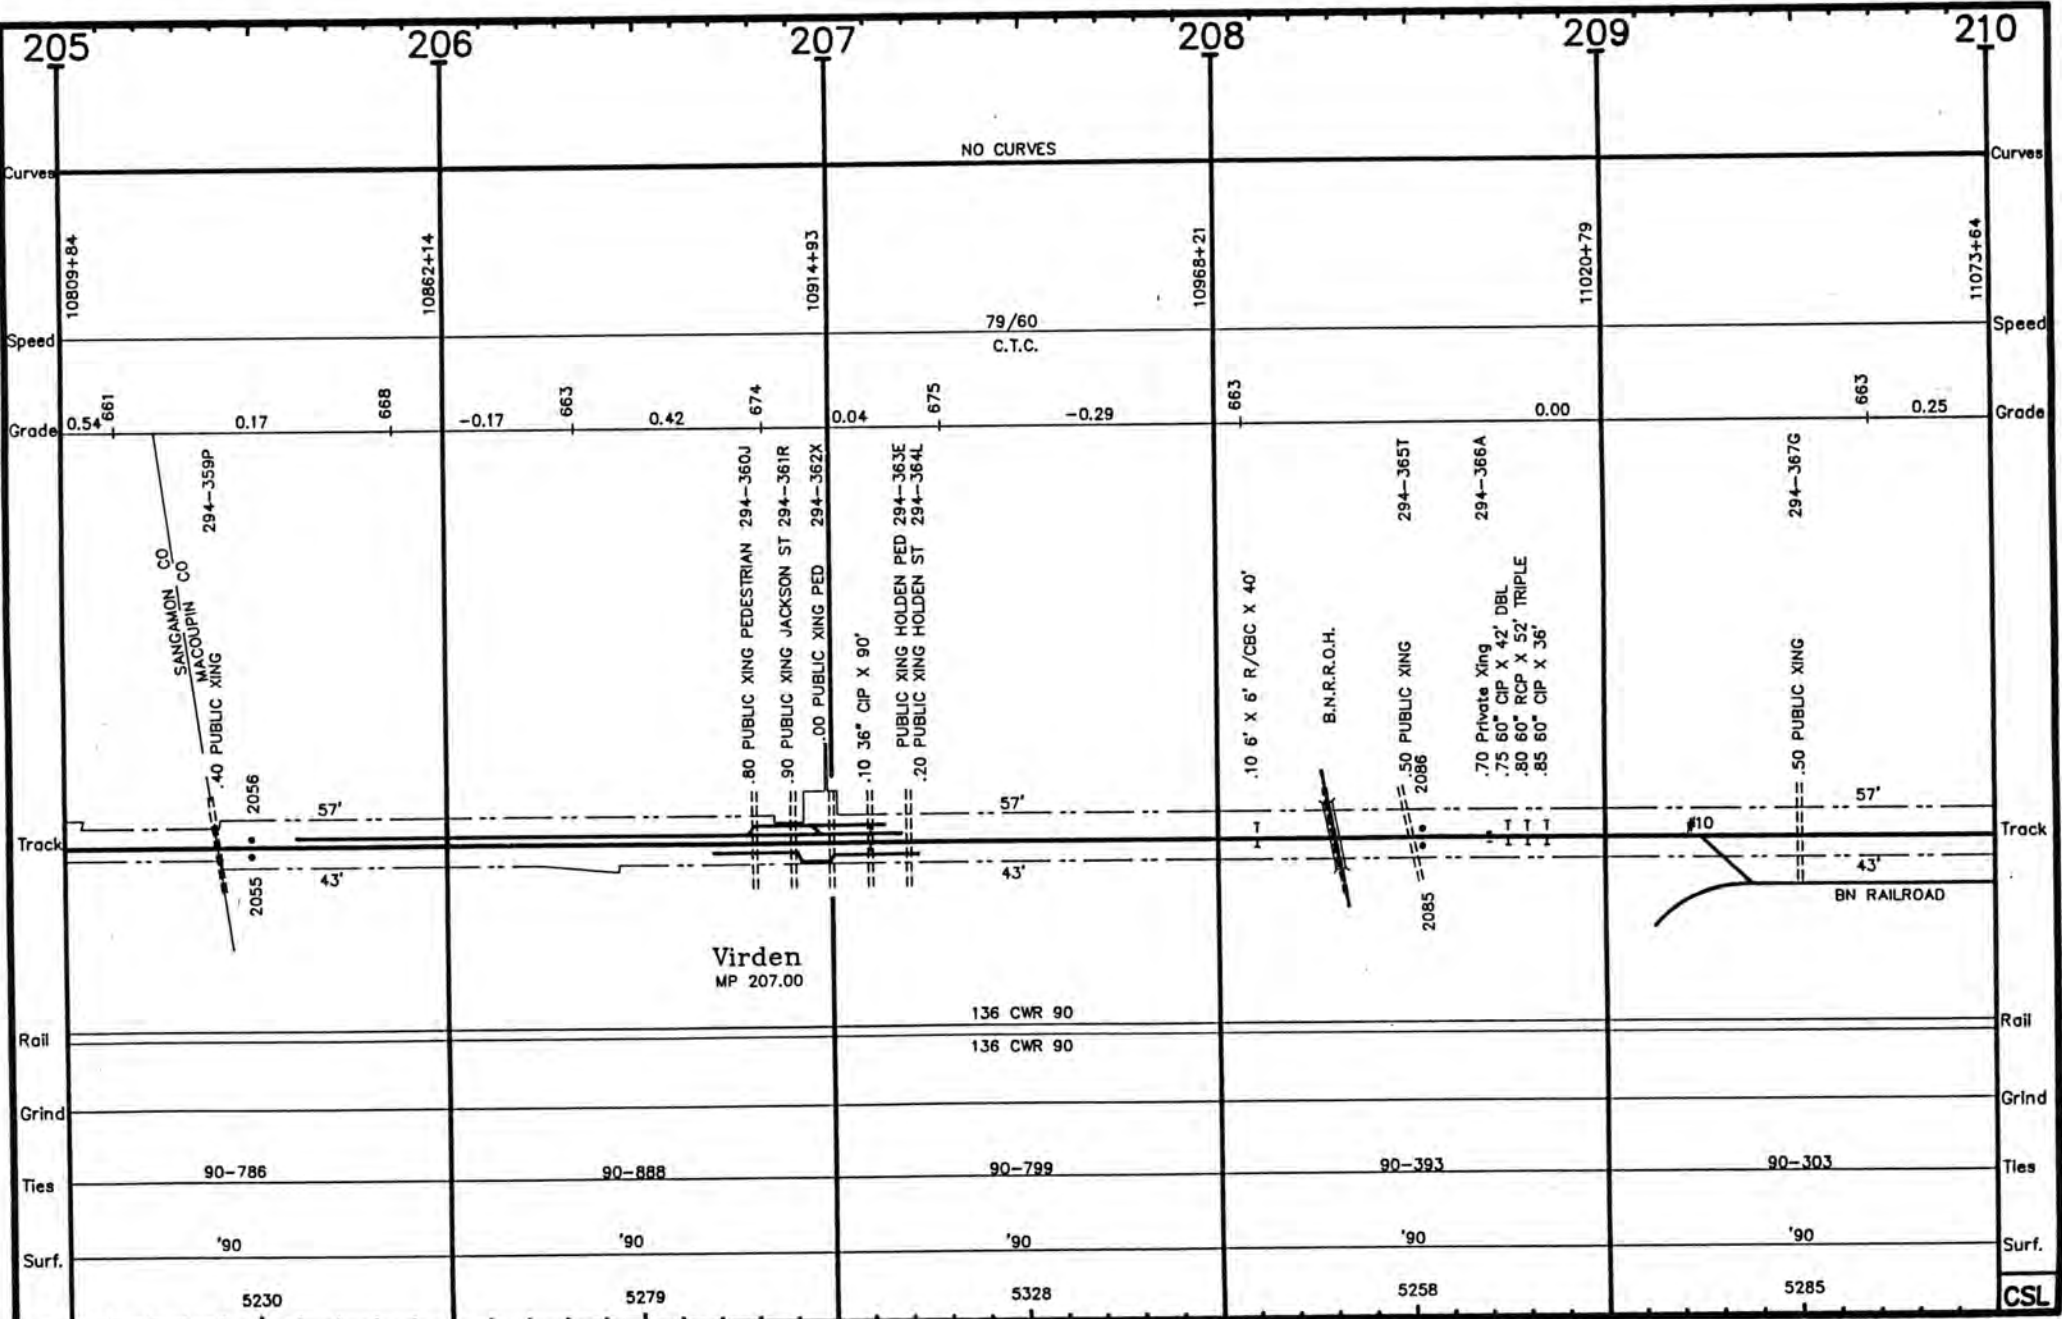 205 206 207 208 209 210
NO CURVES
Curves Curves
10809+84
10862+14
10914+93
10968+21
11020+79
11073+64
79/60
Speed Speed
C.T.C.
661
668
663
674
675
663
663
Grade 0.54 0.17 -0.17 0.42 0.04 -0.29 0.00 0.25 Grade
SANGAMON CO
MACOUPIN CO
.40 PUBLIC XING 294-359P
.80 PUBLIC XING PEDESTRIAN 294-360J
.90 PUBLIC XING JACKSON ST 294-361R
.00 PUBLIC XING PED 294-362X
.10 36" CIP X 90'
PUBLIC XING HOLDEN PED 294-363E
.20 PUBLIC XING HOLDEN ST 294-364L
.10 6' X 6' R/CBC X 40'
B.N.R.R.O.H.
.50 PUBLIC XING 294-365T
.70 Private Xing 294-366A
.75 60" CIP X 42' DBL
.80 60" RCP X 52' TRIPLE
.85 60" CIP X 36'
.50 PUBLIC XING 294-367G
2056
2086
57' 57' 57'
#10
Track Track
43' 43' 43'
2055
2085
BN RAILROAD
Virden
MP 207.00
136 CWR 90
Rail Rail
136 CWR 90
Grind Grind
Ties 90-786 90-888 90-799 90-393 90-303 Ties
Surf. '90 '90 '90 '90 '90 Surf.
5230 5279 5328 5258 5285
CSL